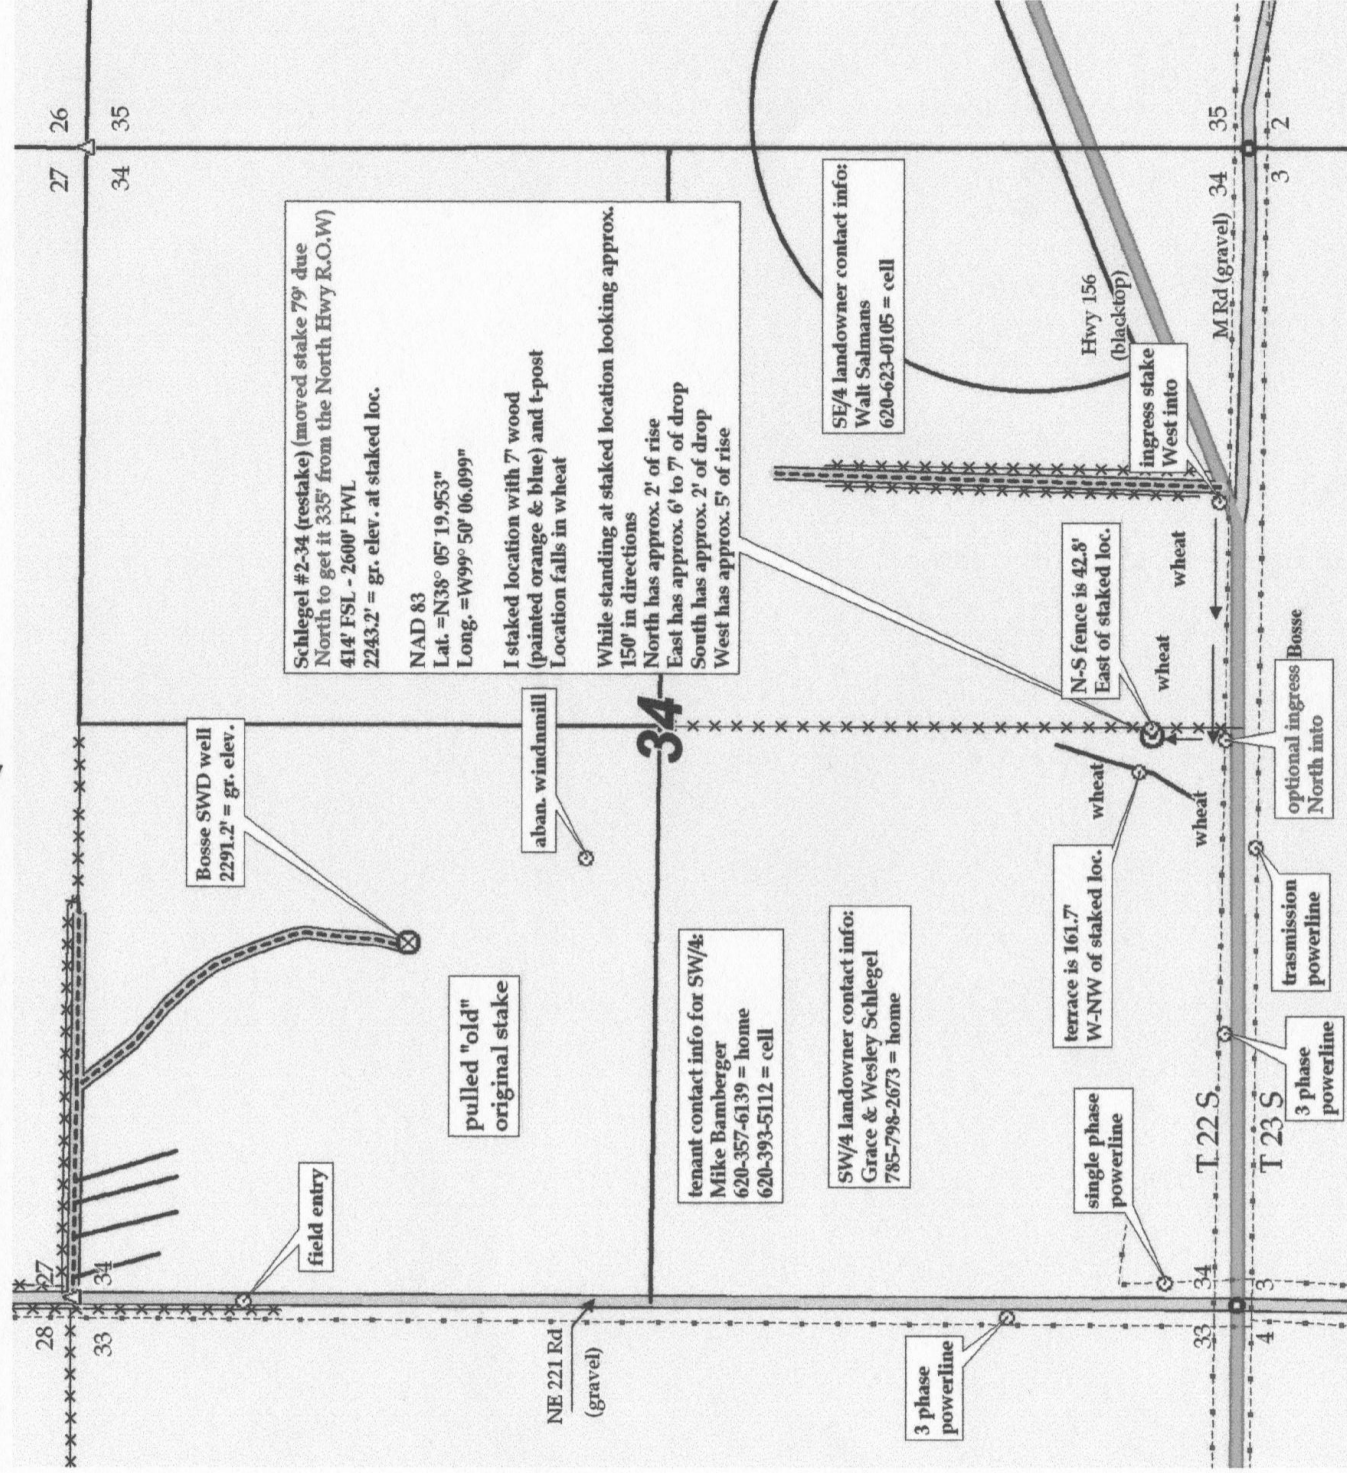 27
26
34
35
28
27
33
34
Bosse SWD well
2291.2' = gr. elev.
Schlegel #2-34 (restake) (moved stake 79' due
North to get it 335' from the North Hwy R.O.W)
414' FSL - 2600' FWL
2243.2' = gr. elev. at staked loc.
NAD 83
Lat. =N38° 05' 19.953"
Long. =W99° 50' 06.099"
I staked location with 7' wood
(painted orange & blue) and t-post
Location falls in wheat
While standing at staked location looking approx.
150' in directions
North has approx. 2' of rise
East has approx. 6' to 7' of drop
South has approx. 2' of drop
West has approx. 5' of rise
field entry
pulled "old"
original stake
aban. windnmill
NE 221 Rd
(gravel)
34
tenant contact info for SW/4:
Mike Bamberger
620-357-6139 = home
620-393-5112 = cell
SW/4 landowner contact info:
Grace & Wesley Schlegel
785-798-2673 = home
SE/4 landowner contact info:
Walt Salmans
620-623-0105 = cell
3 phase
powerline
single phase
powerline
terrace is 161.7'
W-NW of staked loc.
wheat
wheat
N-S fence is 42.8'
East of staked loc.
wheat
wheat
ingress stake
West into
Hwy 156
(blacktop)
M Rd (gravel)
33
34
4
3
T 22 S
T 23 S
3 phase
powerline
trasmission
powerline
optional ingress
North into
Bosse
34
35
3
2